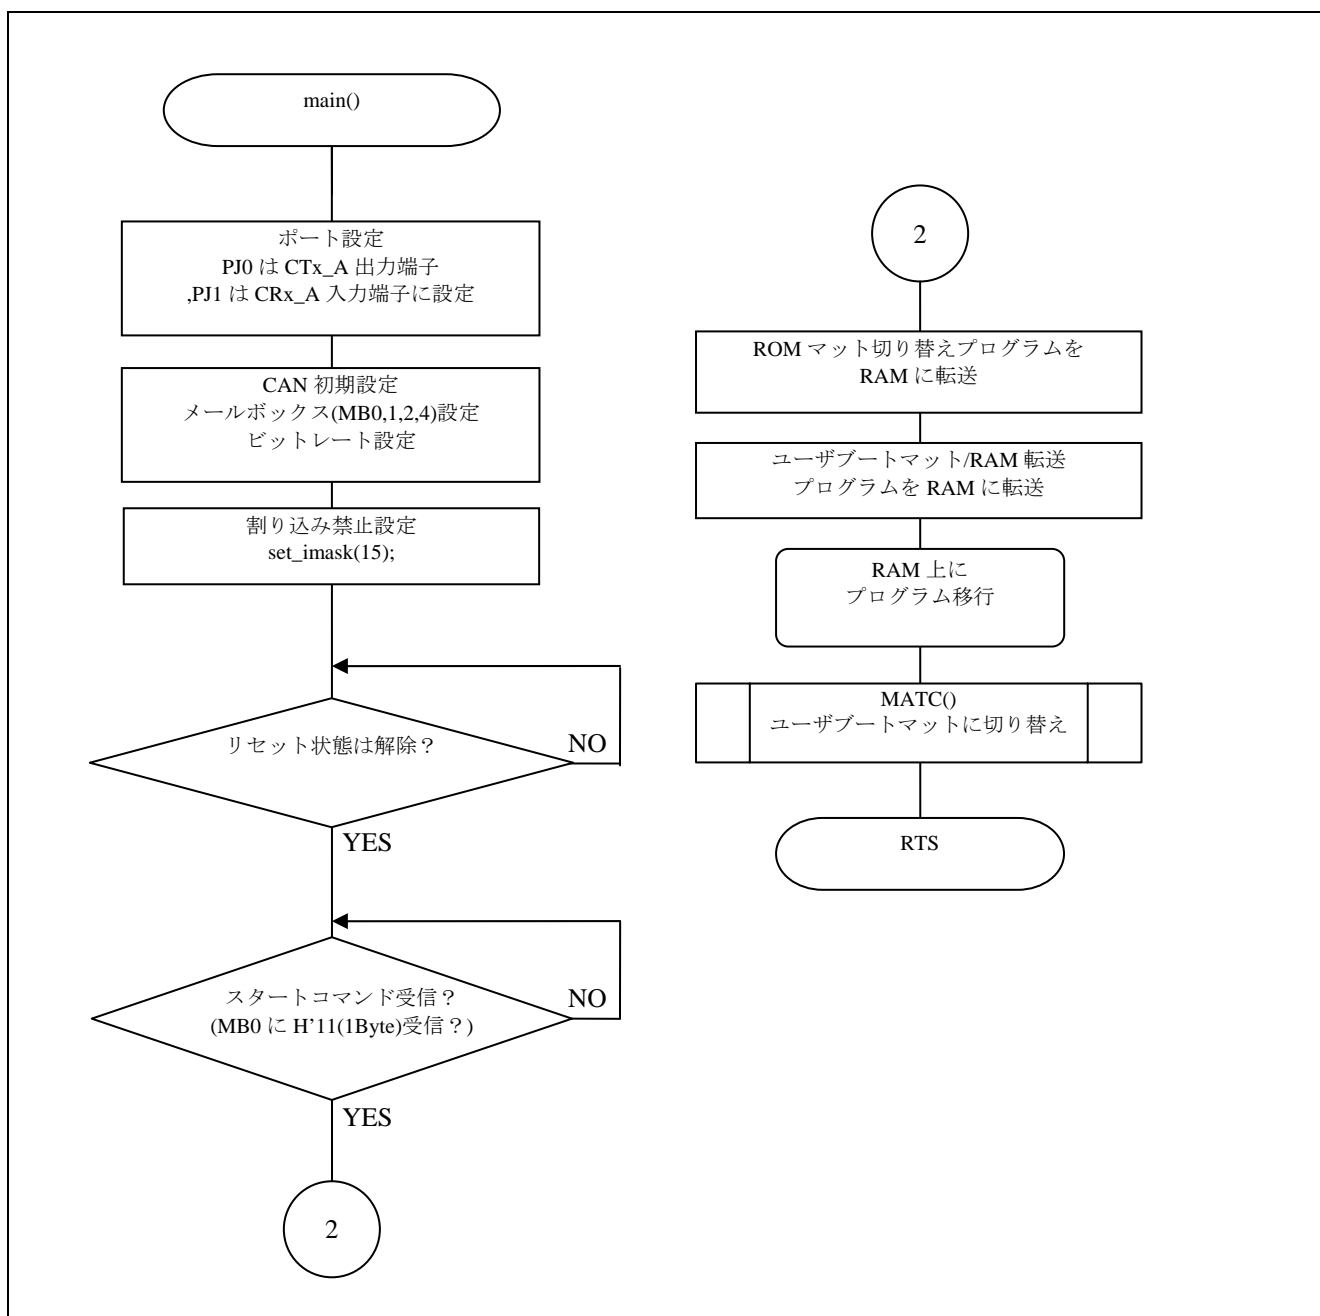 main()
ポート設定
PJ0 は CTx_A 出力端子
,PJ1 は CRx_A 入力端子に設定
CAN 初期設定
メールボックス(MB0,1,2,4)設定
ビットレート設定
割り込み禁止設定
set_imask(15);
リセット状態は解除？
NO
YES
スタートコマンド受信？
(MB0 に H'11(1Byte)受信？)
NO
YES
2
2
ROM マット切り替えプログラムを
RAM に転送
ユーザブートマット/RAM 転送
プログラムを RAM に転送
RAM 上に
プログラム移行
MATC()
ユーザブートマットに切り替え
RTS